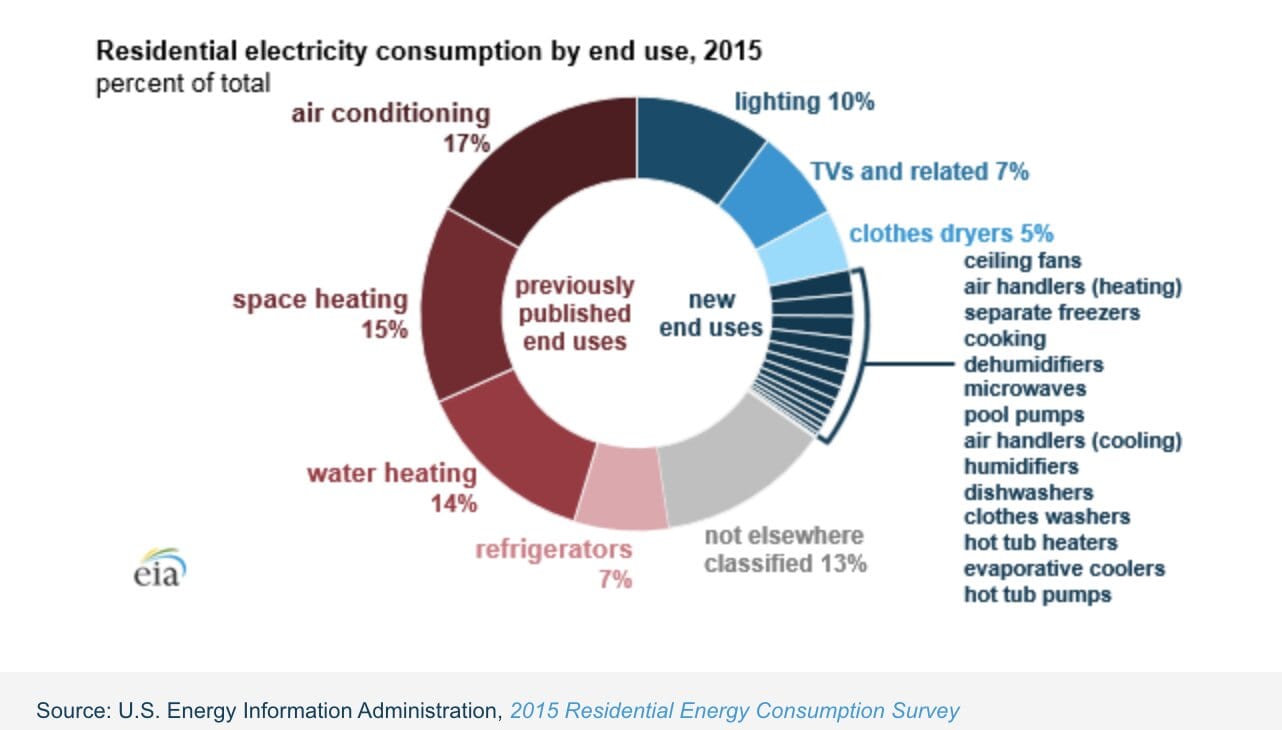 Residential electricity consumption by end use, 2015
percent of total
air conditioning
17%
lighting 10%
TVs and related 7%
clothes dryers 5%
ceiling fans
air handlers (heating)
separate freezers
cooking
dehumidifiers
microwaves
pool pumps
air handlers (cooling)
humidifiers
dishwashers
clothes washers
hot tub heaters
evaporative coolers
hot tub pumps
space heating
15%
previously
published
end uses
new
end uses
water heating
14%
refrigerators
7%
not elsewhere
classified 13%
eia
Source: U.S. Energy Information Administration, 2015 Residential Energy Consumption Survey